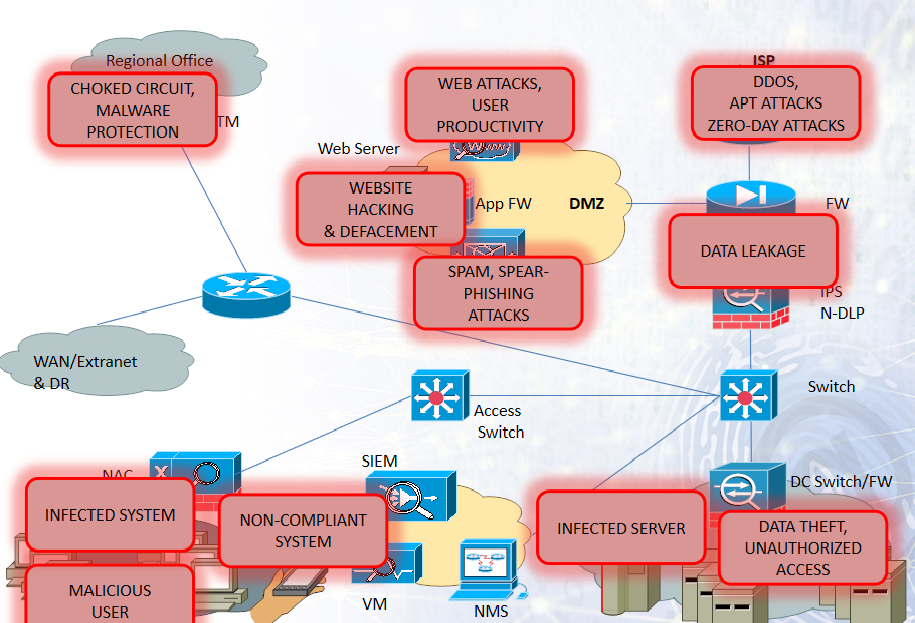 Regional Office
CHOKED CIRCUIT,
MALWARE
PROTECTION
TM
WEB ATTACKS,
USER
PRODUCTIVITY
ISP
DDOS,
APT ATTACKS
ZERO-DAY ATTACKS
Web Server
WEBSITE
HACKING
& DEFACEMENT
App FW
DMZ
FW
SPAM, SPEAR-
PHISHING
ATTACKS
DATA LEAKAGE
IPS
N-DLP
WAN/Extranet
& DR
Access
Switch
Switch
NAC
SIEM
DC Switch/FW
INFECTED SYSTEM
NON-COMPLIANT
SYSTEM
INFECTED SERVER
DATA THEFT,
UNAUTHORIZED
ACCESS
MALICIOUS
USER
VM
NMS